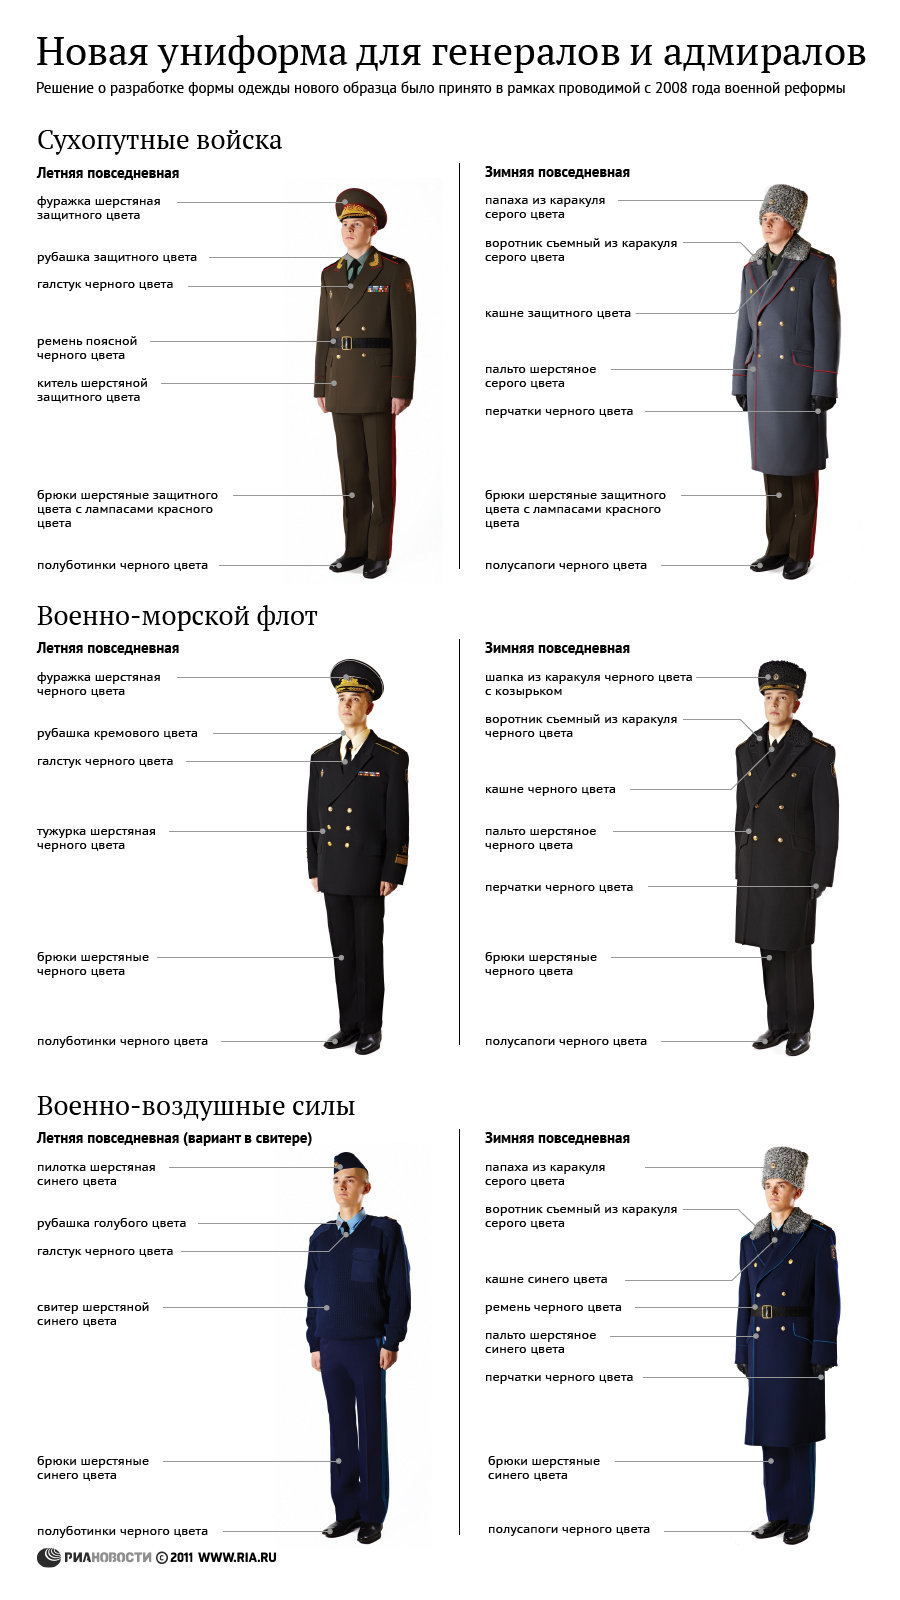 Новая униформа для генералов и адмиралов
Решение о разработке формы одежды нового образца было принято в рамках проводимой с 2008 года военной реформы
Сухопутные войска
Летняя повседневная
фуражка шерстяная
защитного цвета
рубашка защитного цвета
галстук черного цвета
ремень поясной
черного цвета
китель шерстяной
защитного цвета
брюки шерстяные защитного
цвета с лампасами красного
цвета
полуботинки черного цвета
Зимняя повседневная
папаха из каракуля
серого цвета
воротник съемный из каракуля
серого цвета
кашне защитного цвета
пальто шерстяное
серого цвета
перчатки черного цвета
брюки шерстяные защитного
цвета с лампасами красного
цвета
полусапоги черного цвета
Военно-морской флот
Летняя повседневная
фуражка шерстяная
черного цвета
рубашка кремового цвета
галстук черного цвета
тужурка шерстяная
черного цвета
брюки шерстяные
черного цвета
полуботинки черного цвета
Зимняя повседневная
шапка из каракуля черного цвета
с козырьком
воротник съемный из каракуля
черного цвета
кашне черного цвета
пальто шерстяное
черного цвета
перчатки черного цвета
брюки шерстяные
черного цвета
полусапоги черного цвета
Военно-воздушные силы
Летняя повседневная (вариант в свитере)
пилотка шерстяная
синего цвета
рубашка голубого цвета
галстук черного цвета
свитер шерстяной
синего цвета
брюки шерстяные
синего цвета
полуботинки черного цвета
Зимняя повседневная
папаха из каракуля
серого цвета
воротник съемный из каракуля
серого цвета
кашне синего цвета
ремень черного цвета
пальто шерстяное
синего цвета
перчатки черного цвета
брюки шерстяные
синего цвета
полусапоги черного цвета
РИАНОВОСТИ © 2011 WWW.RIA.RU